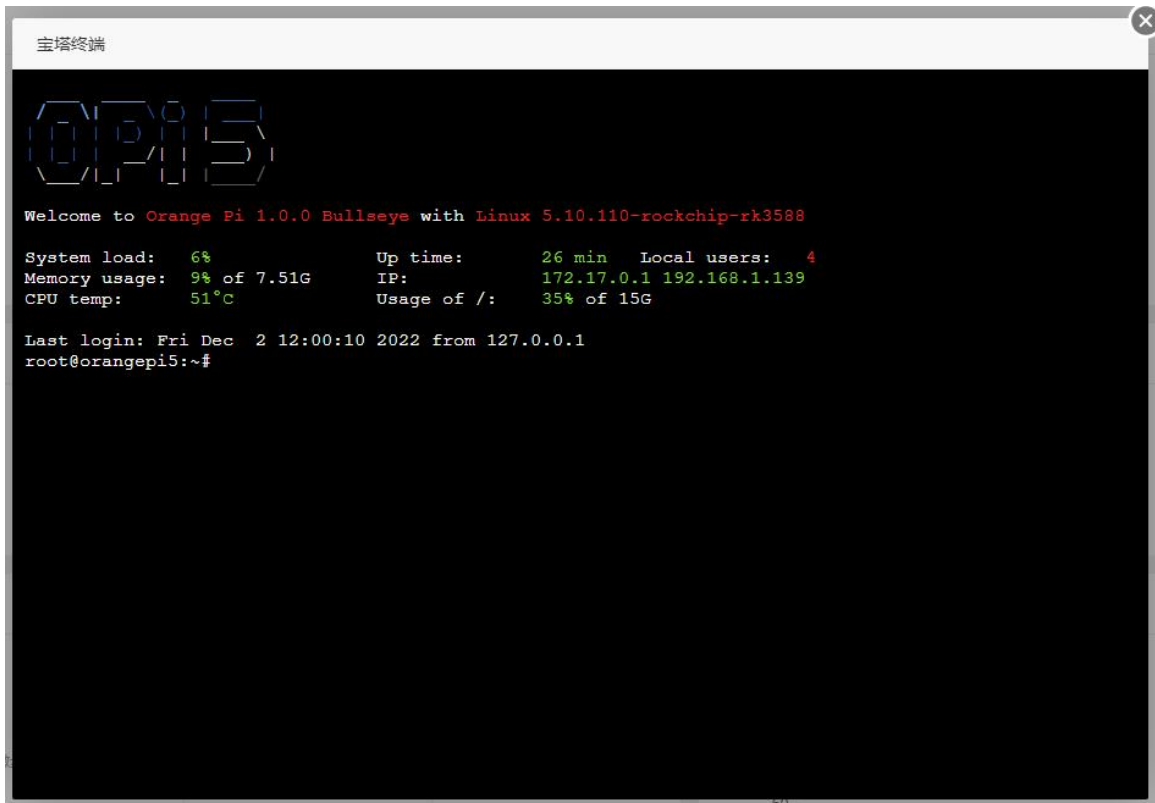 宝塔终端
OPi 5
Welcome to Orange Pi 1.0.0 Bullseye with Linux 5.10.110-rockchip-rk3588
System load:   6%              Up time:       26 min   Local users:   4
Memory usage:  9% of 7.51G     IP:            172.17.0.1 192.168.1.139
CPU temp:      51°C            Usage of /:    35% of 15G
Last login: Fri Dec  2 12:00:10 2022 from 127.0.0.1
root@orangepi5:~#